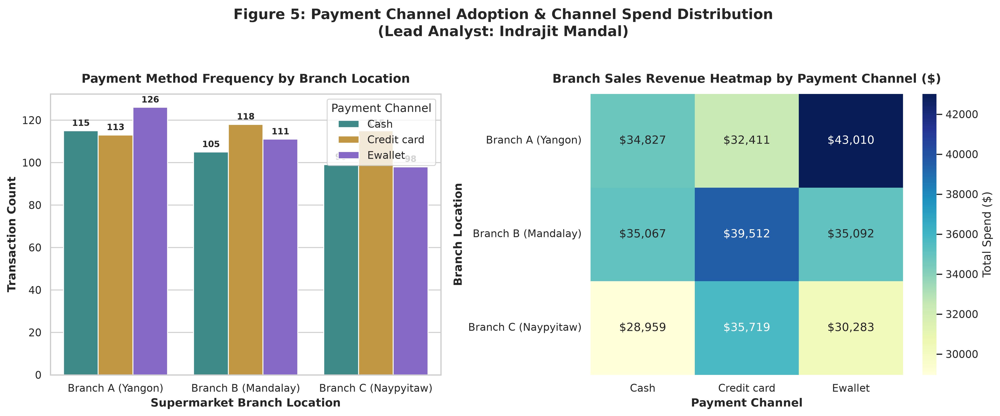 Figure 5: Payment Channel Adoption & Channel Spend Distribution
(Lead Analyst: Indrajit Mandal)
Payment Method Frequency by Branch Location
Transaction Count
120
100
80
60
40
20
0
115
113
126
105
118
111
98
Payment Channel
Cash
Credit card
Ewallet
Branch A (Yangon)
Branch B (Mandalay)
Branch C (Naypyitaw)
Supermarket Branch Location
Branch Sales Revenue Heatmap by Payment Channel ($)
Branch Location
Branch A (Yangon)
$34,827
$32,411
$43,010
Branch B (Mandalay)
$35,067
$39,512
$35,092
Branch C (Naypyitaw)
$28,959
$35,719
$30,283
Cash
Credit card
Ewallet
Payment Channel
42000
40000
38000
36000
34000
32000
30000
Total Spend ($)